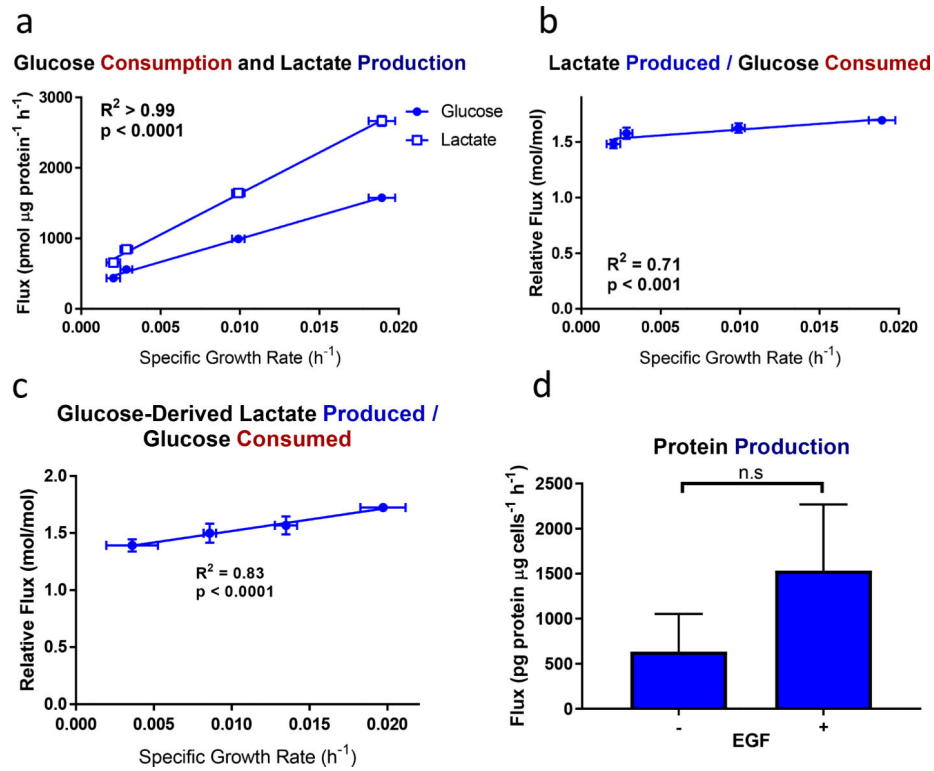 a
Glucose Consumption and Lactate Production
R² > 0.99
p < 0.0001
Glucose
Lactate
Flux (pmol μg protein⁻¹ h⁻¹)
3000
2000
1000
0
0.000 0.005 0.010 0.015 0.020
Specific Growth Rate (h⁻¹)
b
Lactate Produced / Glucose Consumed
Relative Flux (mol/mol)
1.5
1.0
0.5
0.0
R² = 0.71
p < 0.001
0.000 0.005 0.010 0.015 0.020
Specific Growth Rate (h⁻¹)
c
Glucose-Derived Lactate Produced /
Glucose Consumed
Relative Flux (mol/mol)
2.0
1.5
1.0
0.5
0.0
R² = 0.83
p < 0.0001
0.000 0.005 0.010 0.015 0.020
Specific Growth Rate (h⁻¹)
d
Protein Production
n.s
Flux (pg protein μg cells⁻¹ h⁻¹)
2500
2000
1500
1000
500
0
- +
EGF